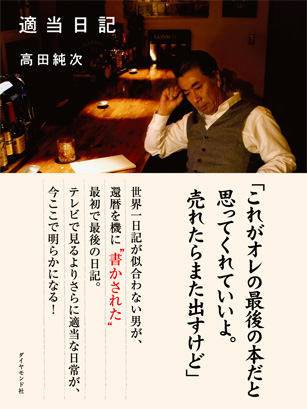 適当日記
高田純次
「これがオレの最後の本だと
思ってくれていいよ。
売れたらまた出すけど」
世界一日記が似合わない男が、
還暦を機に"書かされた"
最初で最後の日記。
テレビで見るよりさらに適当な日常が、
今ここで明らかになる！
ダイヤモンド社